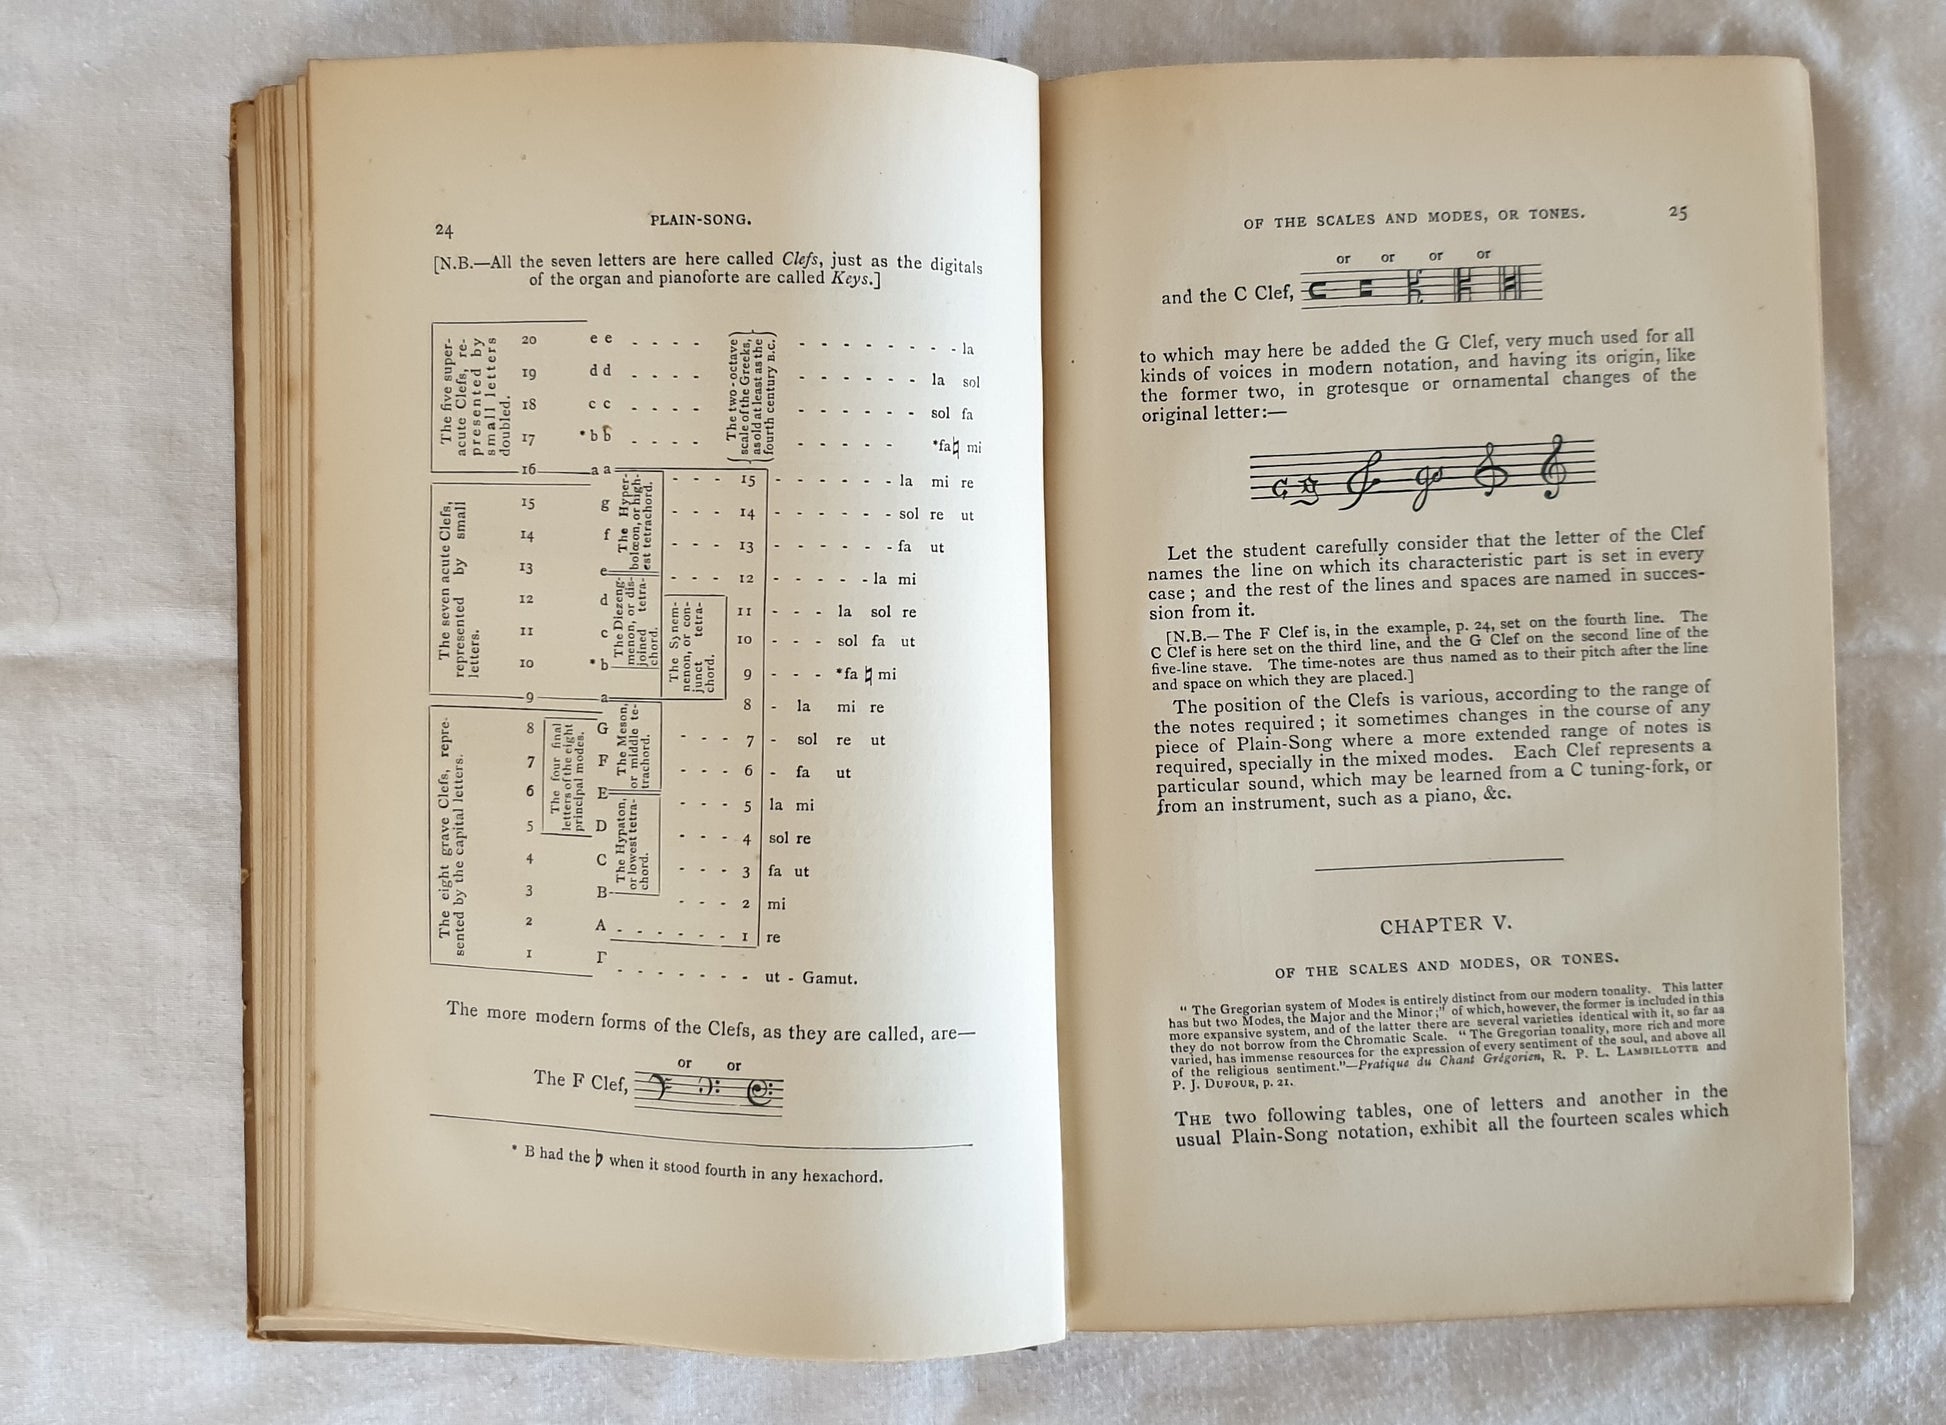 24
PLAIN-SONG.
[N.B.—All the seven letters are here called Clefs, just as the digitals
of the organ and pianoforte are called Keys.]
The five super-
acute Clefs, re-
presented by
small letters
doubled.
20 e e - - - - - - - - - - - - la
19 d d - - - - - - - - - - la sol
18 c c - - - - - - - - - - sol fa
17 *b b - - - - - - - - - *fa♮ mi
The two-octave
scale of the Greeks,
as old at least as the
fourth century B.C.
16 a a
The seven acute Clefs,
represented by small
letters.
15 g - - - 15 - - - - - - la mi re
14 f - - - 14 - - - - - - sol re ut
13 e - - - 13 - - - - - - fa ut
12 d - - - 12 - - - - - la mi
11 c 11 - - - la sol re
10 *b 10 - - - sol fa ut
9 a 9 - - - *fa ♮ mi
The Hyper-
bolœon, or high-
est tetrachord.
The Diezeug-
menon, or dis-
joined tetra-
chord.
The Synem-
nenon, or con-
junct tetra-
chord.
The eight grave Clefs, repre-
sented by the capital letters.
8 G 8 - la mi re
7 F - - - 7 - sol re ut
6 E - - - 6 - fa ut
5 D - - - 5 la mi
4 C - - - 4 sol re
3 B - - - 3 fa ut
2 A - - - 2 mi
1 Γ - - - - - - 1 re
- - - - - - - ut - Gamut.
The four final
letters of the eight
principal modes.
The Meson,
or middle te-
trachord.
The Hypaton,
or lowest tetra-
chord.
The more modern forms of the Clefs, as they are called, are—
or or
The F Clef,
* B had the ♭ when it stood fourth in any hexachord.
OF THE SCALES AND MODES, OR TONES.
25
or or or or
and the C Clef,
to which may here be added the G Clef, very much used for all
kinds of voices in modern notation, and having its origin, like
the former two, in grotesque or ornamental changes of the
original letter:—
Let the student carefully consider that the letter of the Clef
names the line on which its characteristic part is set in every
case; and the rest of the lines and spaces are named in succes-
sion from it.
[N.B.—The F Clef is, in the example, p. 24, set on the fourth line. The
C Clef is here set on the third line, and the G Clef on the second line of the
five-line stave. The time-notes are thus named as to their pitch after the line
and space on which they are placed.]
The position of the Clefs is various, according to the range of
the notes required; it sometimes changes in the course of any
piece of Plain-Song where a more extended range of notes is
required, specially in the mixed modes. Each Clef represents a
particular sound, which may be learned from a C tuning-fork, or
from an instrument, such as a piano, &c.
CHAPTER V.
OF THE SCALES AND MODES, OR TONES.
"The Gregorian system of Modes is entirely distinct from our modern tonality. This latter
has but two Modes, the Major and the Minor;" of which, however, the former is included in this
more expansive system, and of the latter there are several varieties identical with it, so far as
they do not borrow from the Chromatic Scale. "The Gregorian tonality, more rich and more
varied, has immense resources for the expression of every sentiment of the soul, and above all
of the religious sentiment."—Pratique du Chant Grégorien, R. P. L. LAMBILLOTTE and
P. J. DUFOUR, p. 21.
THE two following tables, one of letters and another in the
usual Plain-Song notation, exhibit all the fourteen scales which